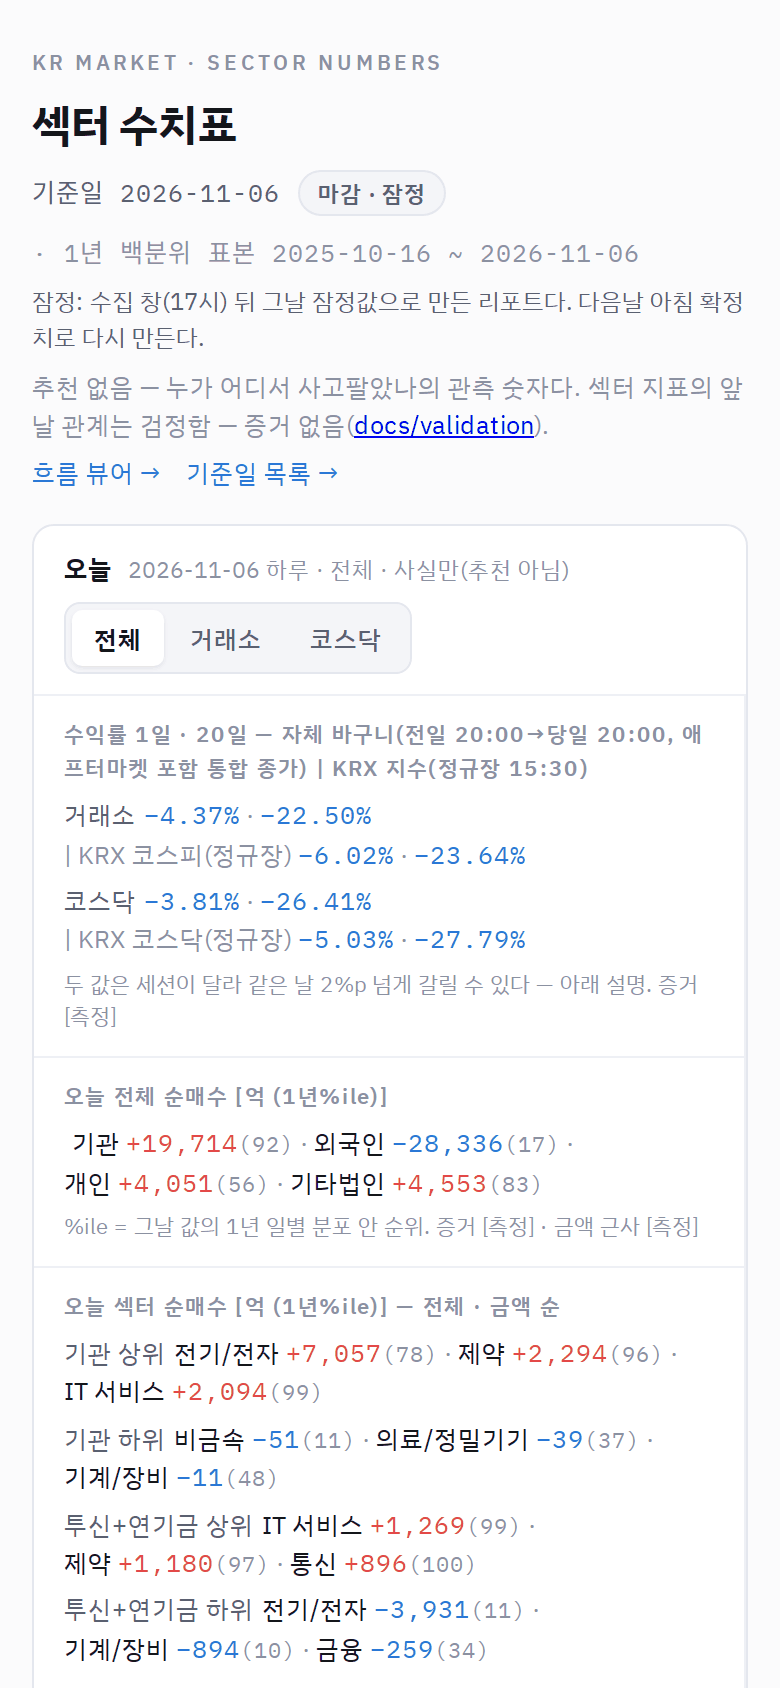 KR MARKET · SECTOR NUMBERS
섹터 수치표
기준일 2026-11-06 마감 · 잠정
· 1년 백분위 표본 2025-10-16 ~ 2026-11-06
잠정: 수집 창(17시) 뒤 그날 잠정값으로 만든 리포트다. 다음날 아침 확정
치로 다시 만든다.
추천 없음 — 누가 어디서 사고팔았나의 관측 숫자다. 섹터 지표의 앞
날 관계는 검정함 — 증거 없음(docs/validation).
흐름 뷰어 → 기준일 목록 →
오늘 2026-11-06 하루 · 전체 · 사실만(추천 아님)
전체 거래소 코스닥
수익률 1일 · 20일 — 자체 바구니(전일 20:00→당일 20:00, 애
프터마켓 포함 통합 종가) | KRX 지수(정규장 15:30)
거래소 −4.37% · −22.50%
| KRX 코스피(정규장) −6.02% · −23.64%
코스닥 −3.81% · −26.41%
| KRX 코스닥(정규장) −5.03% · −27.79%
두 값은 세션이 달라 같은 날 2%p 넘게 갈릴 수 있다 — 아래 설명. 증거
[측정]
오늘 전체 순매수 [억 (1년%ile)]
기관 +19,714(92) · 외국인 −28,336(17) ·
개인 +4,051(56) · 기타법인 +4,553(83)
%ile = 그날 값의 1년 일별 분포 안 순위. 증거 [측정] · 금액 근사 [측정]
오늘 섹터 순매수 [억 (1년%ile)] — 전체 · 금액 순
기관 상위 전기/전자 +7,057(78) · 제약 +2,294(96) ·
IT 서비스 +2,094(99)
기관 하위 비금속 −51(11) · 의료/정밀기기 −39(37) ·
기계/장비 −11(48)
투신+연기금 상위 IT 서비스 +1,269(99) ·
제약 +1,180(97) · 통신 +896(100)
투신+연기금 하위 전기/전자 −3,931(11) ·
기계/장비 −894(10) · 금융 −259(34)